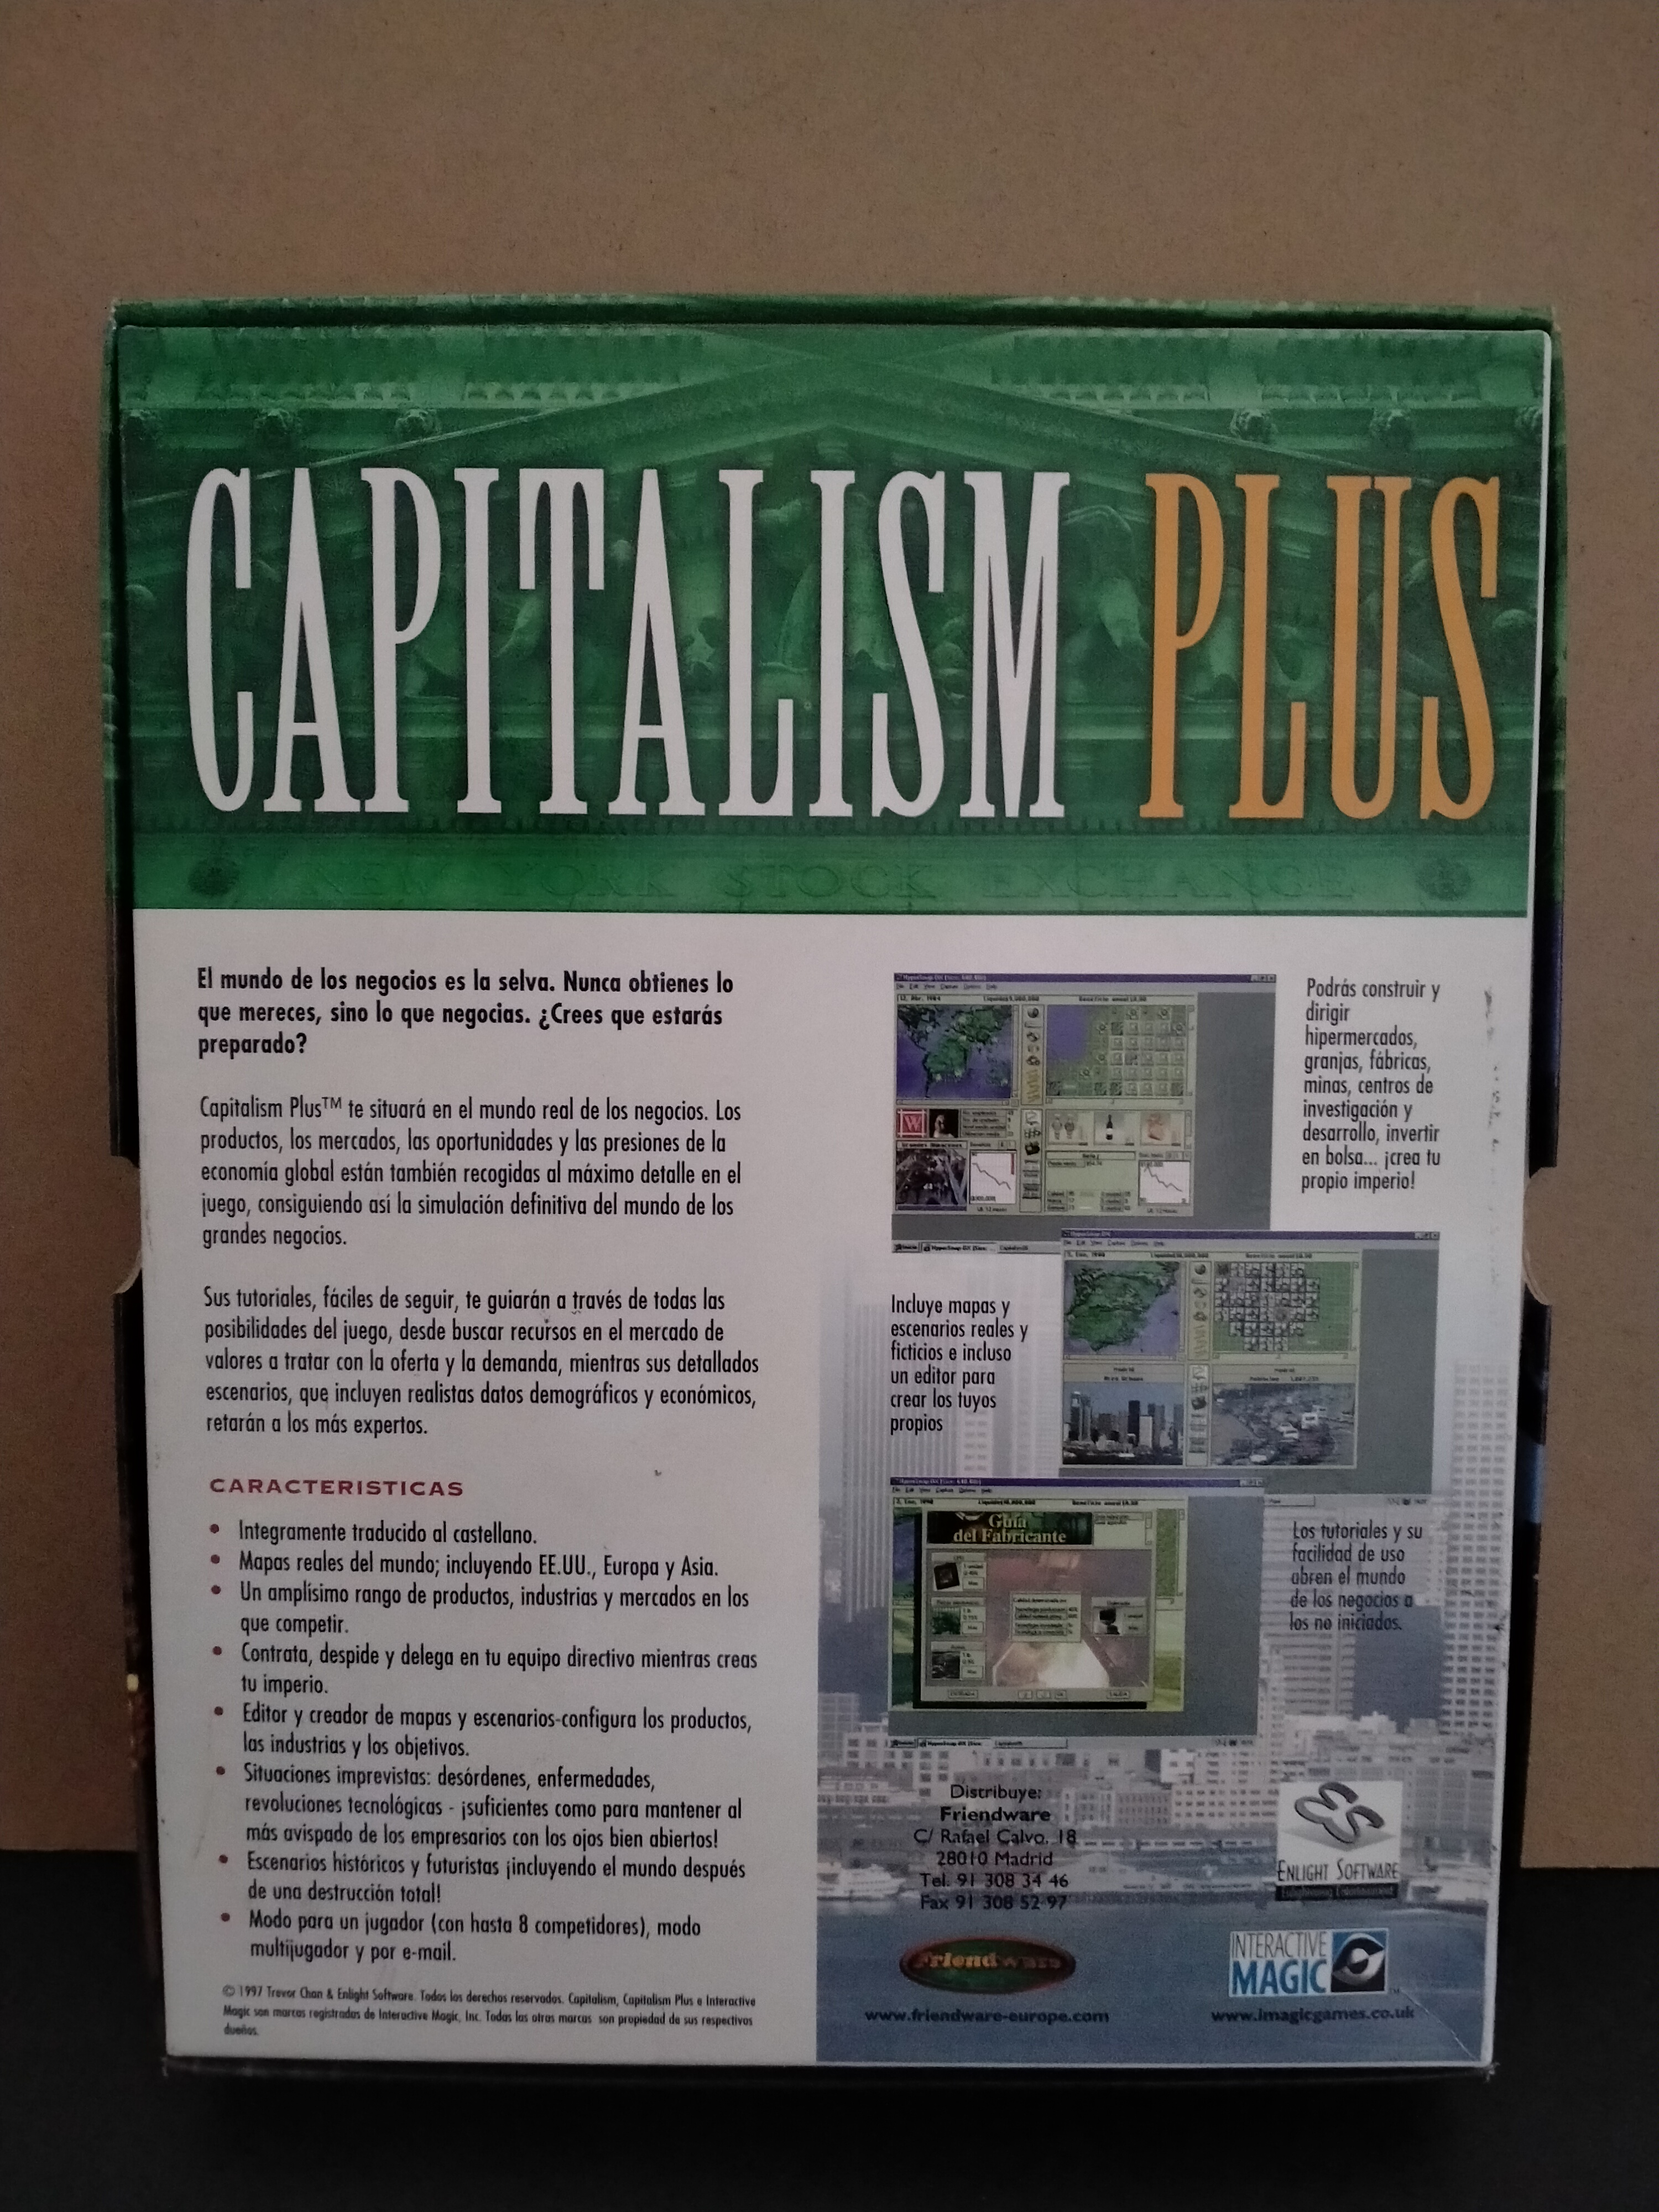 CAPITALISM PLUS
NEW YORK STOCK EXCHANGE
El mundo de los negocios es la selva. Nunca obtienes lo
que mereces, sino lo que negocias. ¿Crees que estarás
preparado?
Capitalism Plus™ te situará en el mundo real de los negocios. Los
productos, los mercados, las oportunidades y las presiones de la
economía global están también recogidas al máximo detalle en el
juego, consiguiendo así la simulación definitiva del mundo de los
grandes negocios.
Sus tutoriales, fáciles de seguir, te guiarán a través de todas las
posibilidades del juego, desde buscar recursos en el mercado de
valores a tratar con la oferta y la demanda, mientras sus detallados
escenarios, que incluyen realistas datos demográficos y económicos,
retarán a los más expertos.
CARACTERISTICAS
• Integramente traducido al castellano.
• Mapas reales del mundo; incluyendo EE.UU., Europa y Asia.
• Un amplísimo rango de productos, industrias y mercados en los
que competir.
• Contrata, despide y delega en tu equipo directivo mientras creas
tu imperio.
• Editor y creador de mapas y escenarios-configura los productos,
las industrias y los objetivos.
• Situaciones imprevistas: desórdenes, enfermedades,
revoluciones tecnológicas - ¡suficientes como para mantener al
más avispado de los empresarios con los ojos bien abiertos!
• Escenarios históricos y futuristas ¡incluyendo el mundo después
de una destrucción total!
• Modo para un jugador (con hasta 8 competidores), modo
multijugador y por e-mail.
© 1997 Trevor Chan & Enlight Software. Todos los derechos reservados. Capitalism, Capitalism Plus e Interactive
Magic son marcas registradas de Interactive Magic, Inc. Todas las otras marcas son propiedad de sus respectivos
dueños.
Podrás construir y
dirigir
hipermercados,
granjas, fábricas,
minas, centros de
investigación y
desarrollo, invertir
en bolsa... ¡crea tu
propio imperio!
Incluye mapas y
escenarios reales y
ficticios e incluso
un editor para
crear los tuyos
propios
Guía
del Fabricante
Los tutoriales y su
facilidad de uso
abren el mundo
de los negocios a
los no iniciados.
Distribuye:
Friendware
C/ Rafael Calvo, 18
28010 Madrid
Tel. 91 308 34 46
Fax 91 308 52 97
ENLIGHT SOFTWARE
Friendware
www.friendware-europe.com
INTERACTIVE
MAGIC
www.imagicgames.co.uk